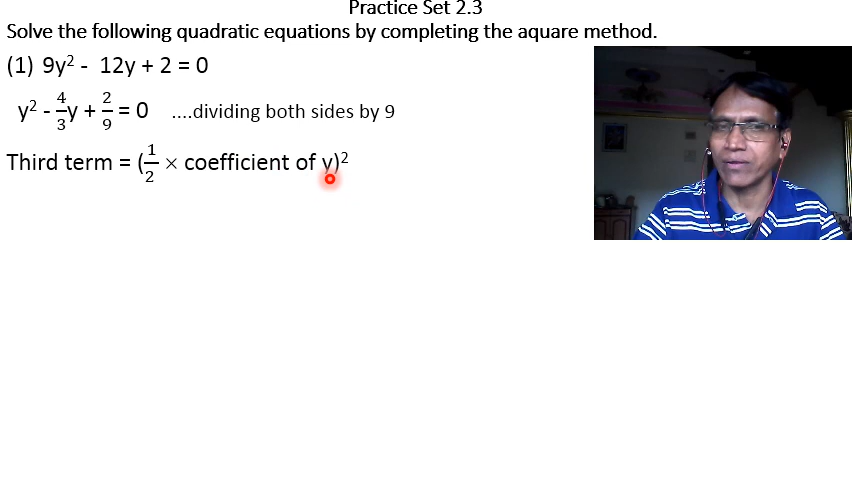 Practice Set 2.3
Solve the following quadratic equations by completing the aquare method.
(1) 9y² - 12y + 2 = 0
y² - 4/3y + 2/9 = 0 ....dividing both sides by 9
Third term = (1/2 × coefficient of y)²